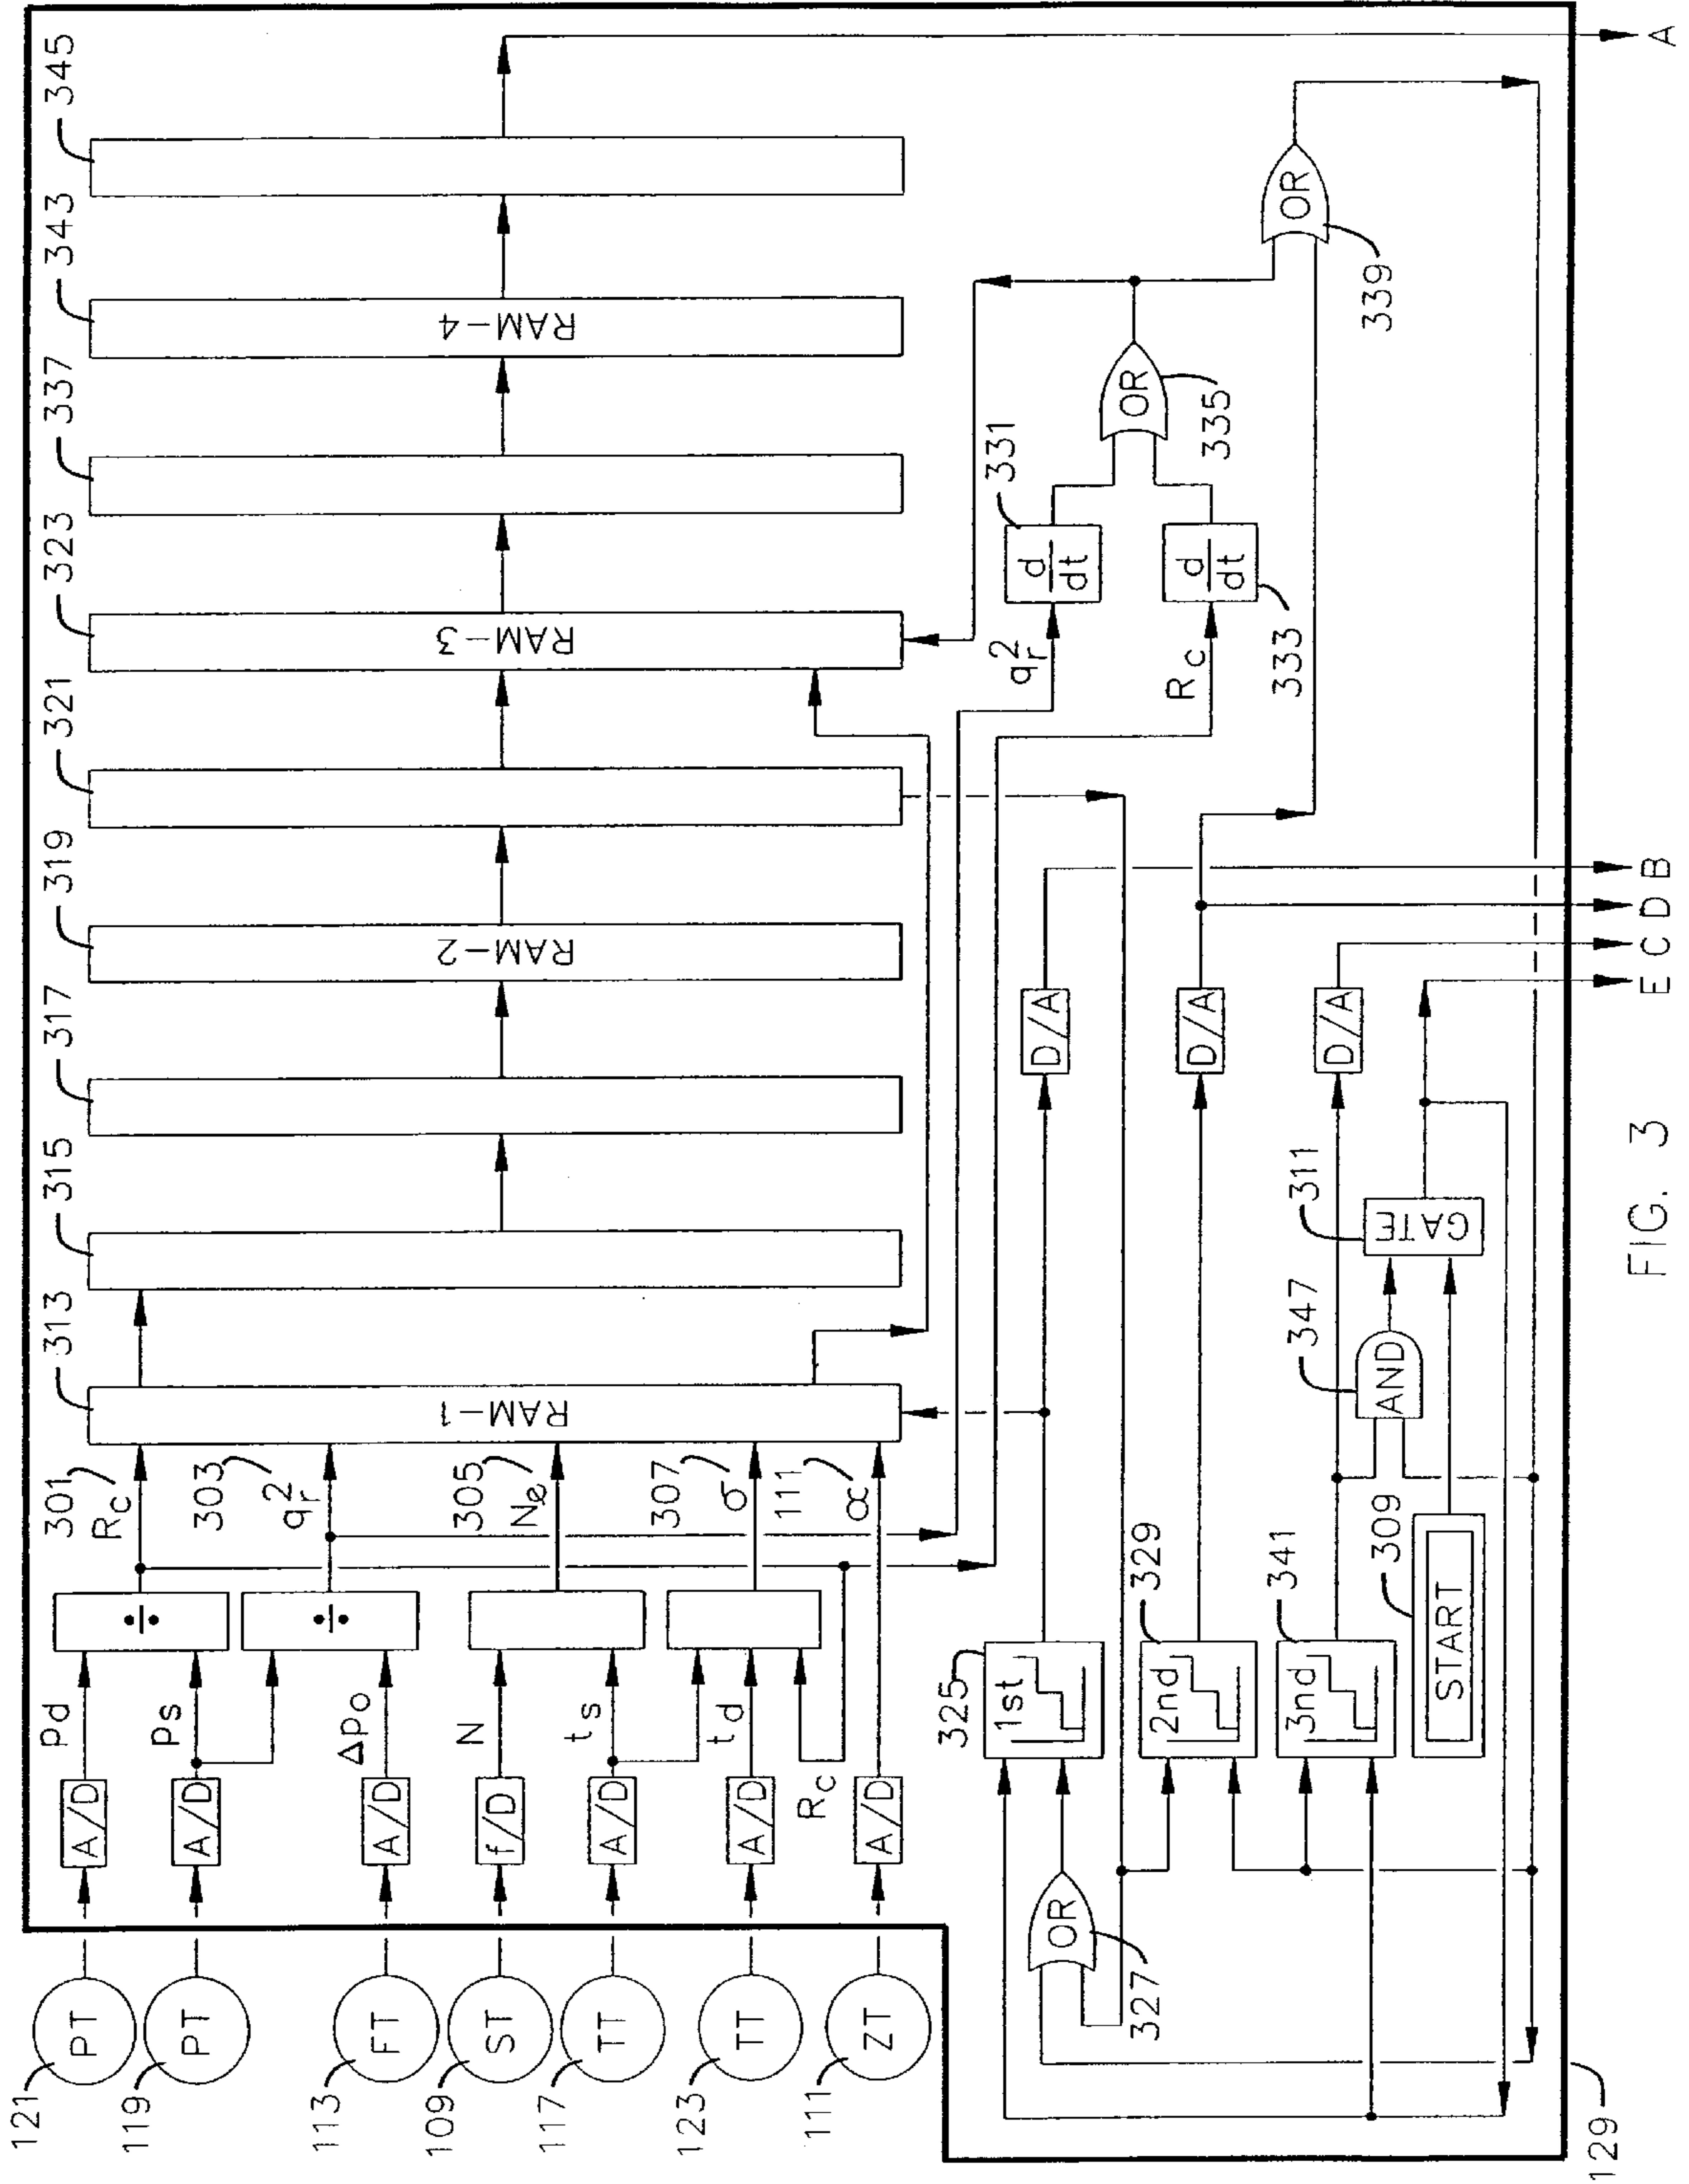 121
PT
A/D
pd
÷
301
Rc
119
PT
A/D
ps
÷
303
qr2
113
FT
A/D
Δpo
109
ST
f/D
N
305
Ne
117
TT
A/D
ts
307
σ
123
TT
A/D
td
Rc
111
ZT
A/D
111
α
313
RAM-1
315
317
319
RAM-2
321
323
RAM-3
337
343
RAM-4
345
325
1st
D/A
qr2
331
d
dt
OR
335
329
2nd
D/A
Rc
333
d
dt
OR
339
327
OR
341
3nd
D/A
347
AND
311
GATE
309
START
129
E
C
D
B
A
FIG. 3